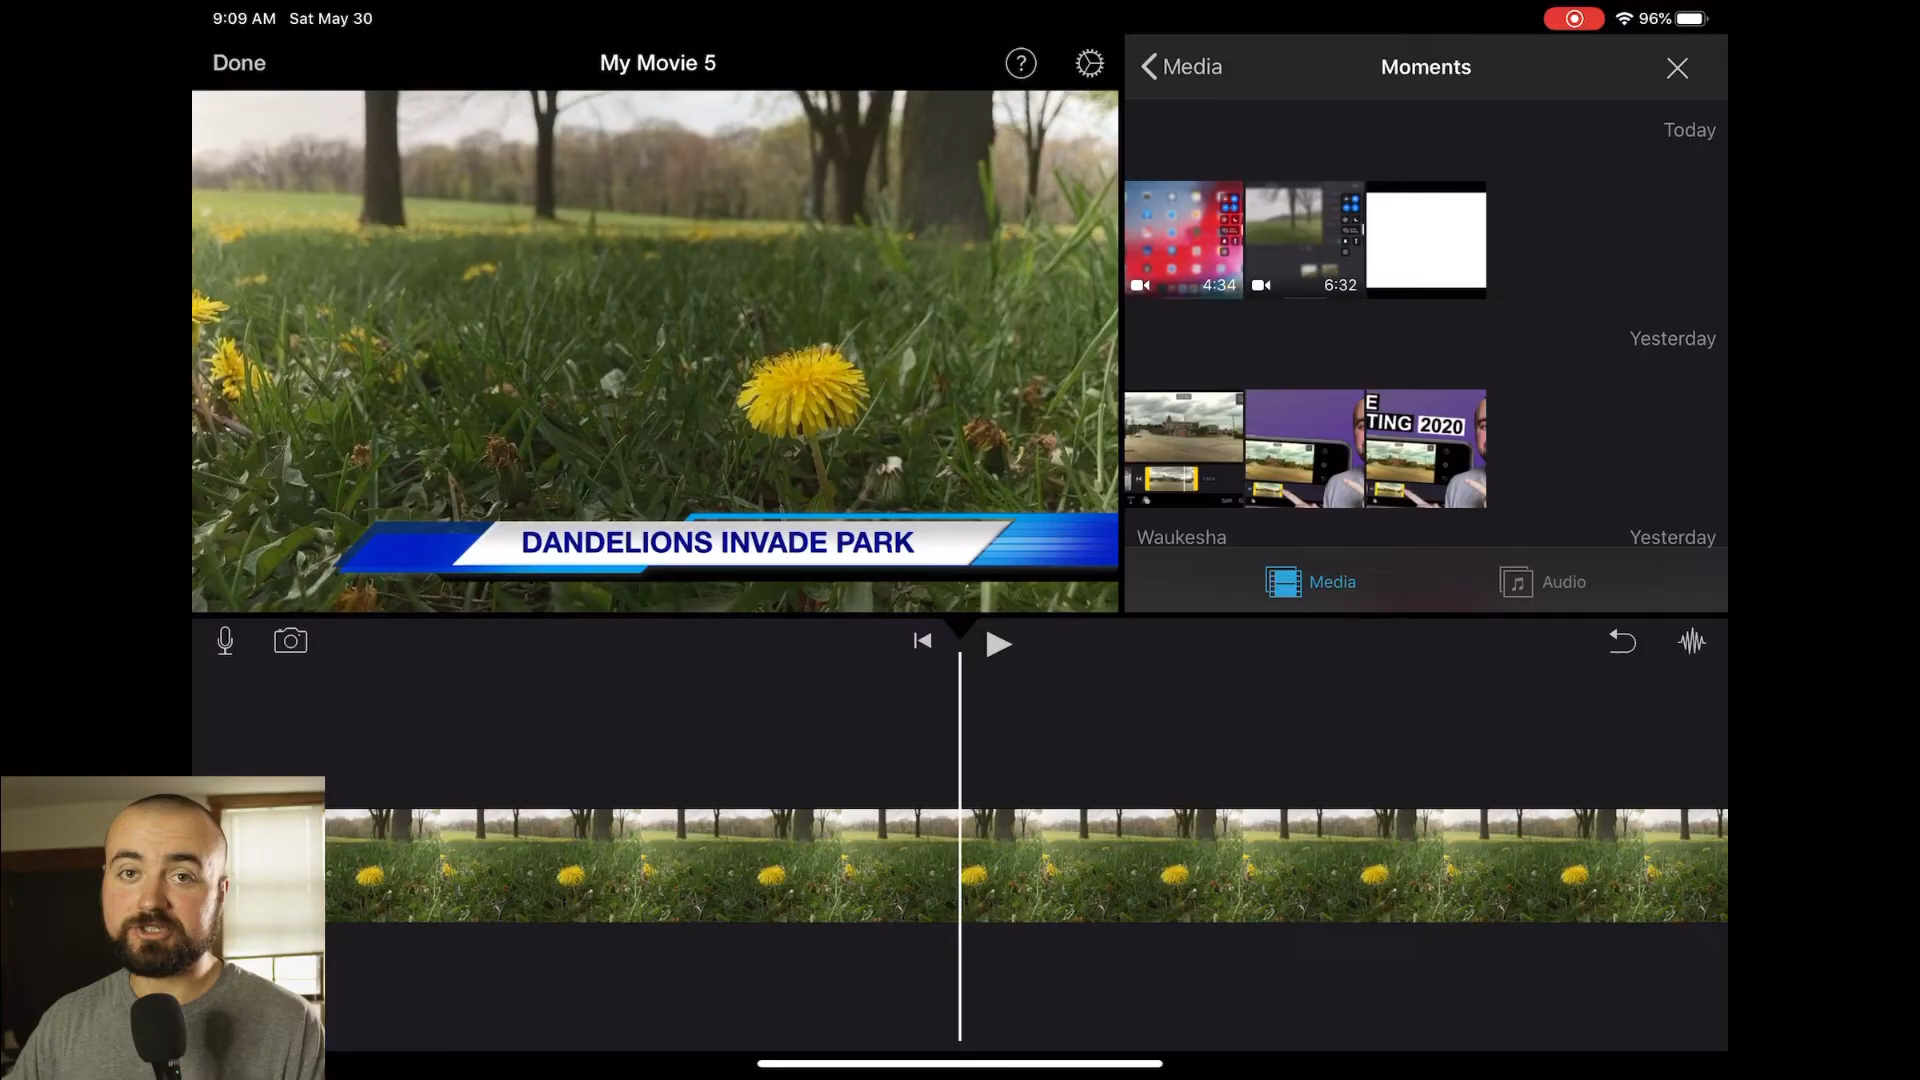 9:09 AM Sat May 30
96%
Done
My Movie 5
?
Media
Moments
Today
4:34
6:32
Yesterday
E
TING 2020
Waukesha
Yesterday
DANDELIONS INVADE PARK
Media
Audio